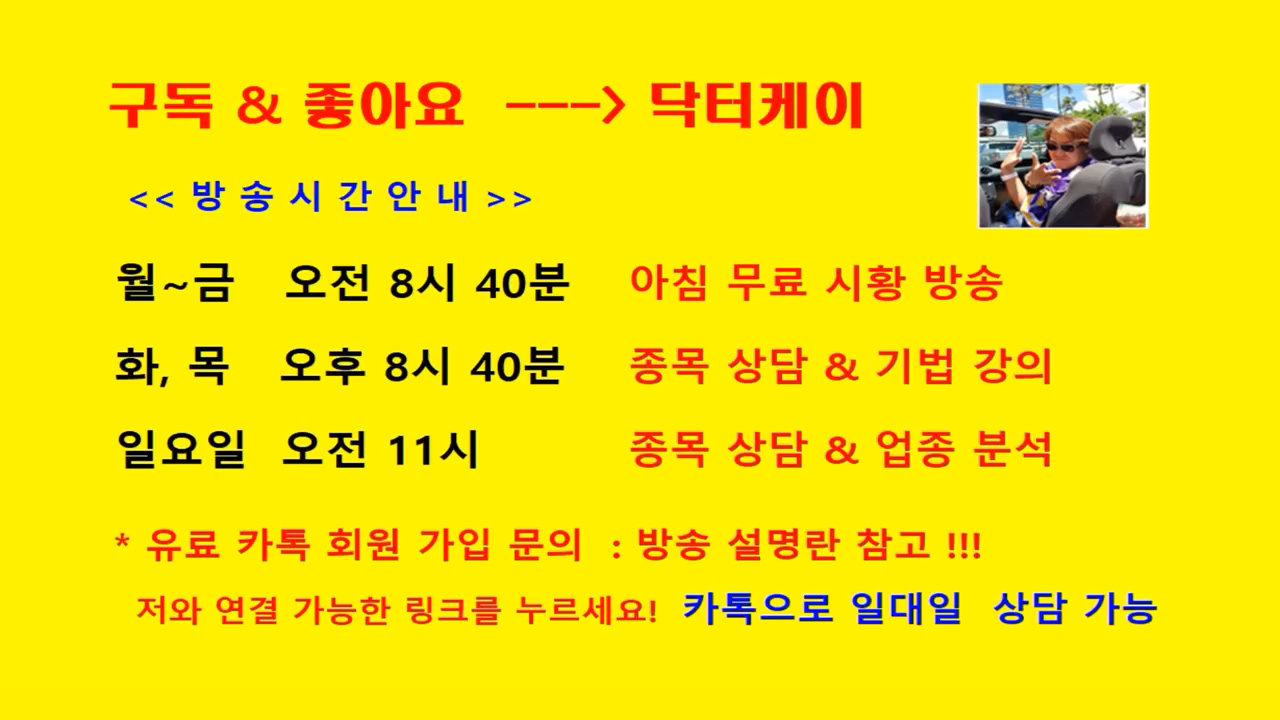 구독 & 좋아요 ---> 닥터케이
<< 방 송 시 간 안 내 >>
월~금 오전 8시 40분 아침 무료 시황 방송
화, 목 오후 8시 40분 종목 상담 & 기법 강의
일요일 오전 11시 종목 상담 & 업종 분석
* 유료 카톡 회원 가입 문의 : 방송 설명란 참고 !!!
저와 연결 가능한 링크를 누르세요! 카톡으로 일대일 상담 가능